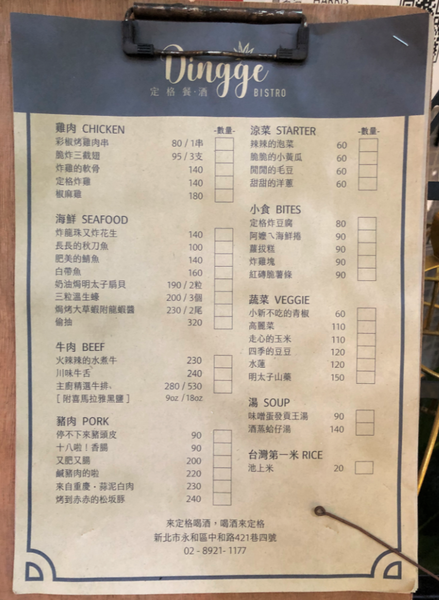 Dingge
定格餐·酒 BISTRO
雞肉 CHICKEN -數量-
彩椒烤雞肉串 80 / 1串
脆炸三截翅 95 / 3支
炸雞的軟骨 140
定格炸雞 140
椒麻雞 180
海鮮 SEAFOOD
炸龍珠又炸花生 140
長長的秋刀魚 100
肥美的鯖魚 140
白帶魚 160
奶油焗明太子扇貝 190 / 2粒
三粒溫生蠔 200 / 3個
焗烤大草蝦附龍蝦醬 230 / 2尾
偷抽 320
牛肉 BEEF
火辣辣的水煮牛 230
川味牛舌 240
主廚精選牛排、 280 / 530
[ 附喜馬拉雅黑鹽 ] 9oz / 18oz
豬肉 PORK
停不下來豬頭皮 90
十八啦！香腸 90
又肥又腸 200
鹹豬肉的啦 220
來自重慶·蒜泥白肉 230
烤到赤赤的松坂豚 240
涼菜 STARTER -數量-
辣辣的泡菜 60
脆脆的小黃瓜 60
閒閒的毛豆 60
甜甜的洋蔥 60
小食 BITES
定格炸豆腐 80
阿嬤ㄟ海鮮捲 90
蘿拔糕 90
炸雞塊 90
紅磚脆薯條 90
蔬菜 VEGGIE
小新不吃的青椒 60
高麗菜 110
走心的玉米 110
四季的豆豆 120
水蓮 120
明太子山藥 150
湯 SOUP
味噌蛋發貢王湯 90
酒蒸蛤仔湯 140
台灣第一米 RICE
池上米 20
來定格喝酒，喝酒來定格
新北市永和區中和路421巷四號
02 - 8921- 1177